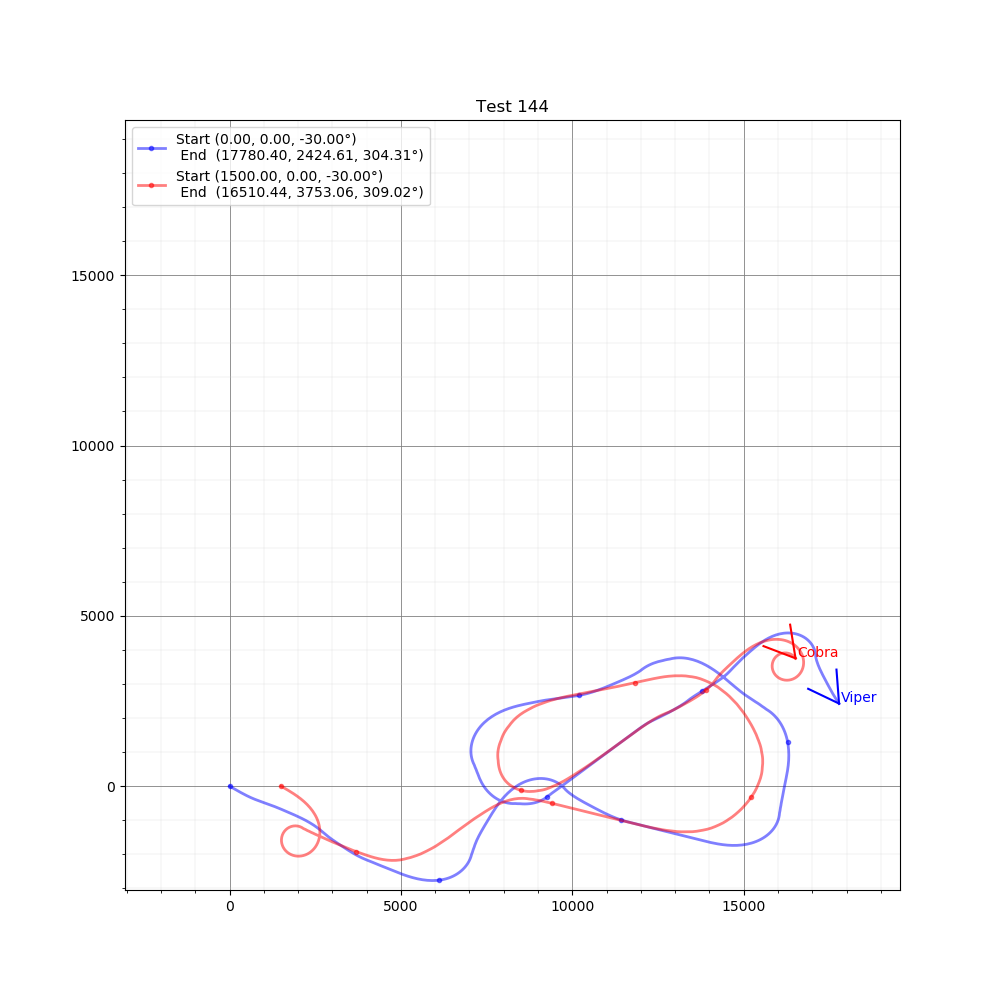 Test 144
Start (0.00, 0.00, -30.00°)
End (17780.40, 2424.61, 304.31°)
Start (1500.00, 0.00, -30.00°)
End (16510.44, 3753.06, 309.02°)
15000
10000
5000
Cobra
Viper
0
0 5000 10000 15000